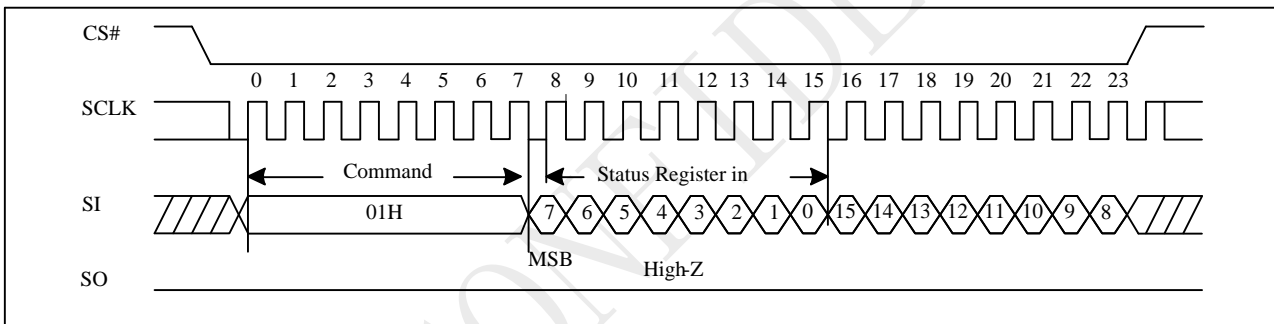 CS#
0 1 2 3 4 5 6 7 8 9 10 11 12 13 14 15 16 17 18 19 20 21 22 23
SCLK
Command Status Register in
SI 01H 7 6 5 4 3 2 1 0 15 14 13 12 11 10 9 8
MSB High-Z
SO